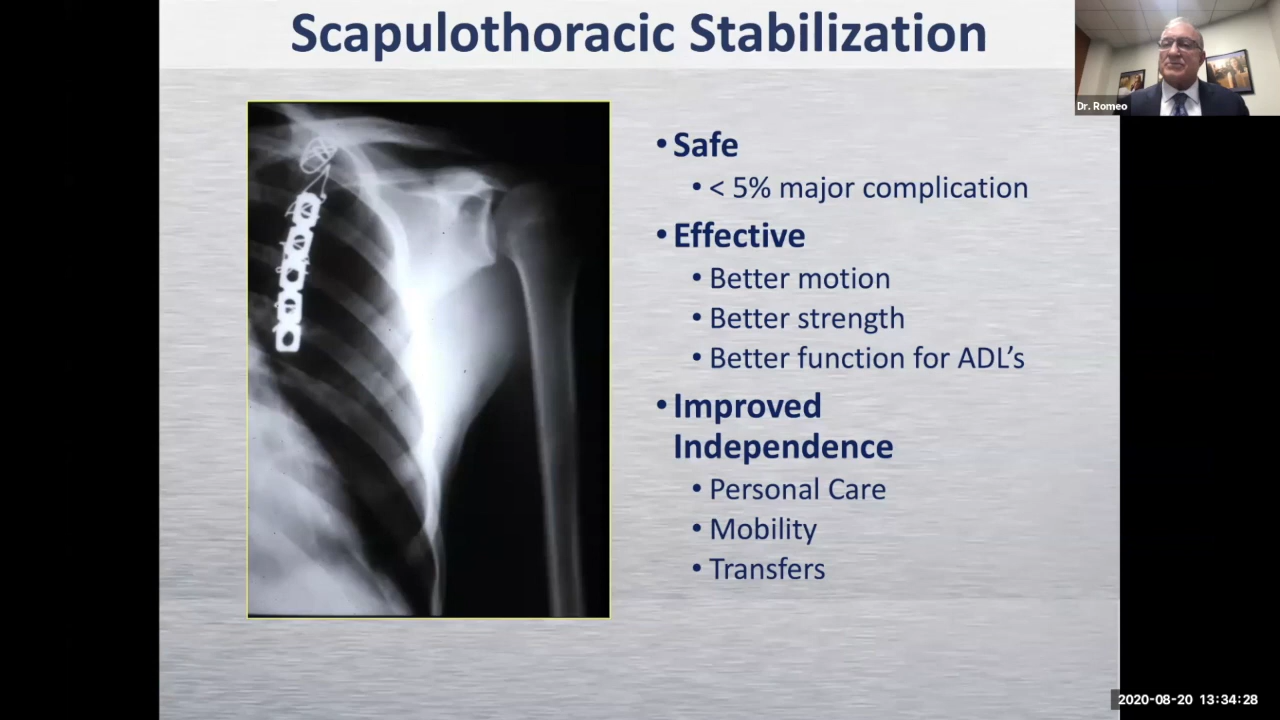 Scapulothoracic Stabilization
Dr. Romeo
• Safe
• < 5% major complication
• Effective
• Better motion
• Better strength
• Better function for ADL’s
• Improved
Independence
• Personal Care
• Mobility
• Transfers
2020-08-20 13:34:28